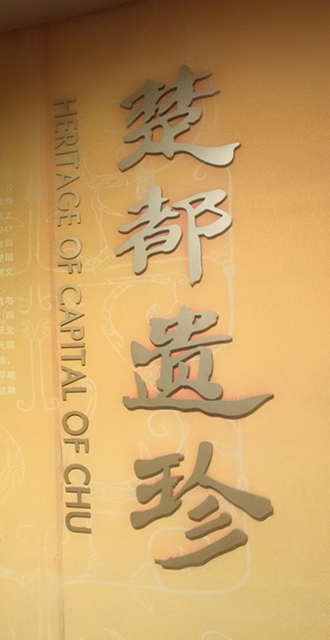 楚都遗珍
HERITAGE OF CAPITAL OF CHU